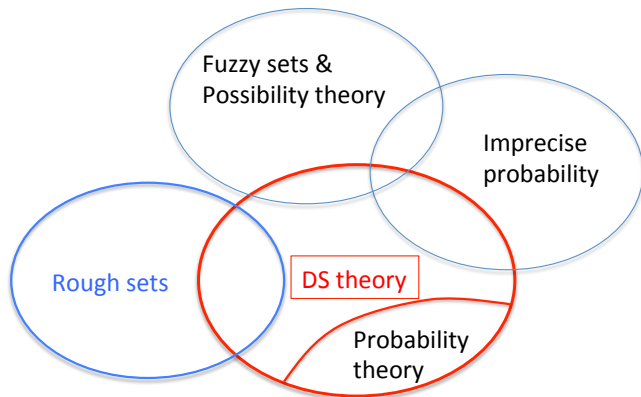 Fuzzy sets &
Possibility theory
Imprecise
probability
Rough sets
DS theory
Probability
theory